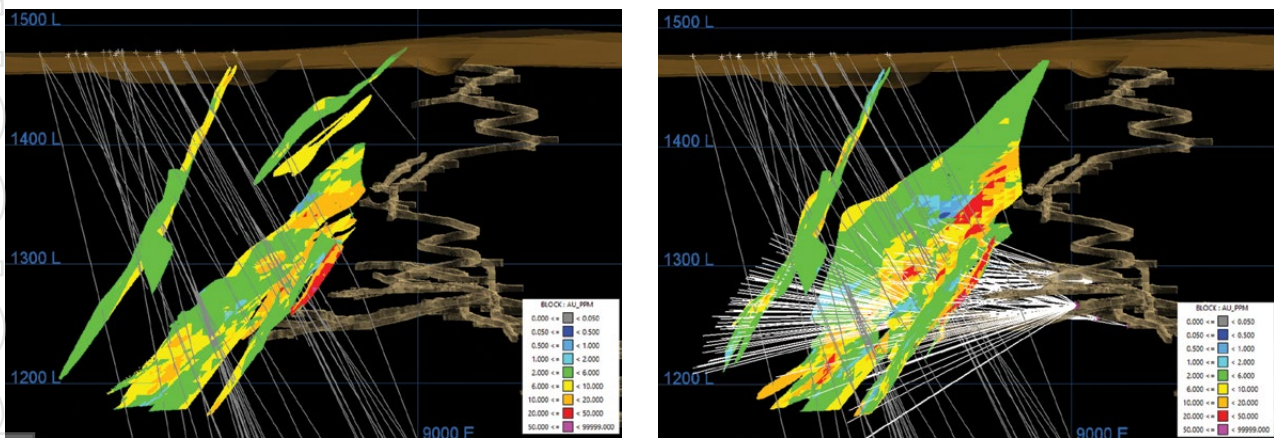 1500 L
1400 L
1300 L
1200 L
9000 E
BLOCK : AU_PPM
0.000 <= < 0.050
0.050 <= < 0.500
0.500 <= < 1.000
1.000 <= < 2.000
2.000 <= < 6.000
6.000 <= < 10.000
10.000 <= < 20.000
20.000 <= < 50.000
50.000 <= < 99999.000
1500 L
1400 L
1300 L
1200 L
9000 E
BLOCK : AU_PPM
0.000 <= < 0.050
0.050 <= < 0.500
0.500 <= < 1.000
1.000 <= < 2.000
2.000 <= < 6.000
6.000 <= < 10.000
10.000 <= < 20.000
20.000 <= < 50.000
50.000 <= < 99999.000